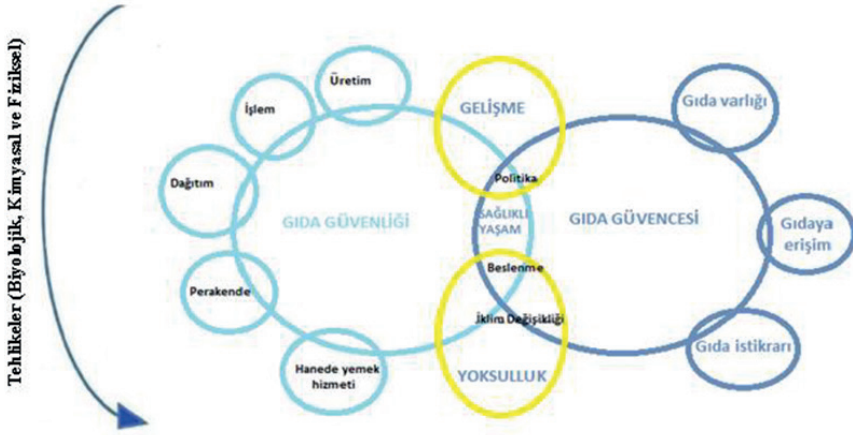 Tehlikeler (Biyolojik, Kimyasal ve Fiziksel)
Üretim
İşlem
Dağıtım
Perakende
Hanede yemek
hizmeti
GIDA GÜVENLİĞİ
GELİŞME
Politika
SAĞLIKLI
YAŞAM
Beslenme
İklim Değişikliği
YOKSULLUK
GIDA GÜVENCESİ
Gıda varlığı
Gıdaya
erişim
Gıda istikrarı